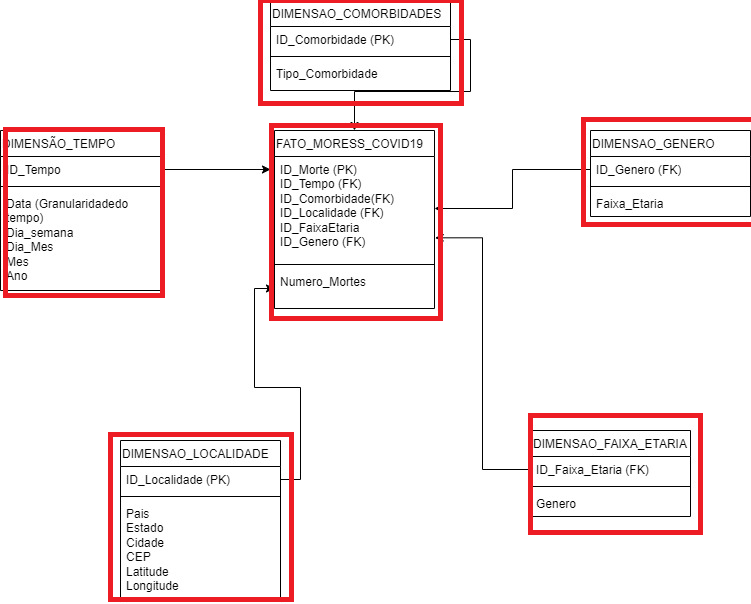 DIMENSAO_COMORBIDADES
ID_Comorbidade (PK)
Tipo_Comorbidade
DIMENSÃO_TEMPO
ID_Tempo
Data (Granularidadedo
tempo)
Dia_semana
Dia_Mes
Mes
Ano
FATO_MORESS_COVID19
ID_Morte (PK)
ID_Tempo (FK)
ID_Comorbidade(FK)
ID_Localidade (FK)
ID_FaixaEtaria
ID_Genero (FK)
Numero_Mortes
DIMENSAO_GENERO
ID_Genero (FK)
Faixa_Etaria
DIMENSAO_LOCALIDADE
ID_Localidade (PK)
Pais
Estado
Cidade
CEP
Latitude
Longitude
DIMENSAO_FAIXA_ETARIA
ID_Faixa_Etaria (FK)
Genero